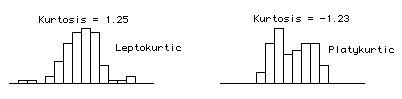 Kurtosis = 1.25
Leptokurtic
Kurtosis = -1.23
Platykurtic